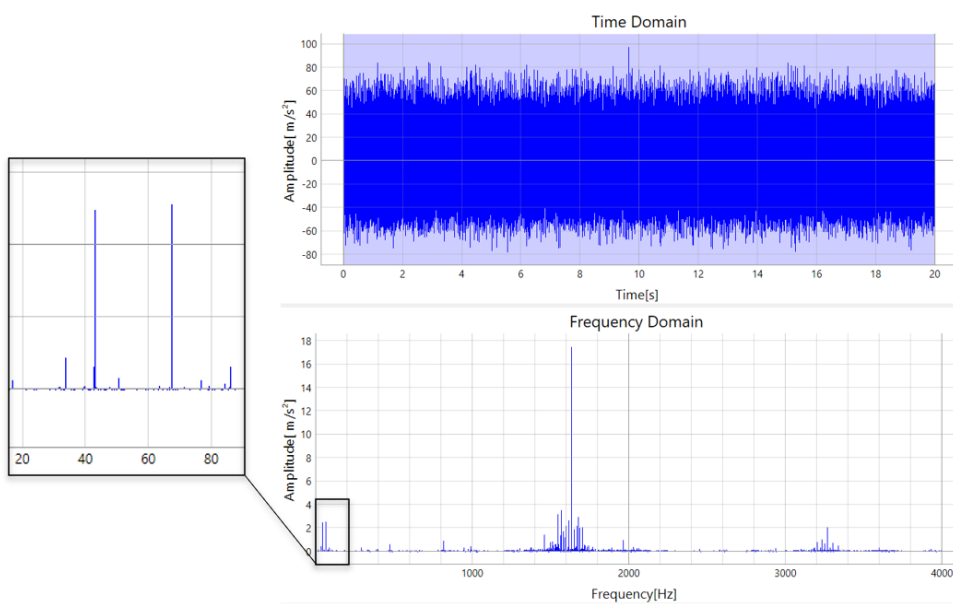 Time Domain
Amplitude[ m/s²]
100
80
60
40
20
0
-20
-40
-60
-80
0 2 4 6 8 10 12 14 16 18 20
Time[s]
20 40 60 80
Frequency Domain
Amplitude[ m/s²]
18
16
14
12
10
8
6
4
2
0
1000 2000 3000 4000
Frequency[Hz]